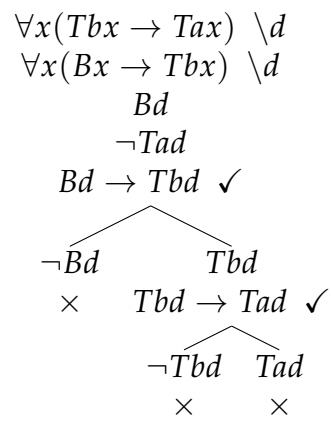 ∀x(Tbx → Tax) \d
∀x(Bx → Tbx) \d
Bd
¬Tad
Bd → Tbd ✓
¬Bd Tbd
× Tbd → Tad ✓
¬Tbd Tad
× ×